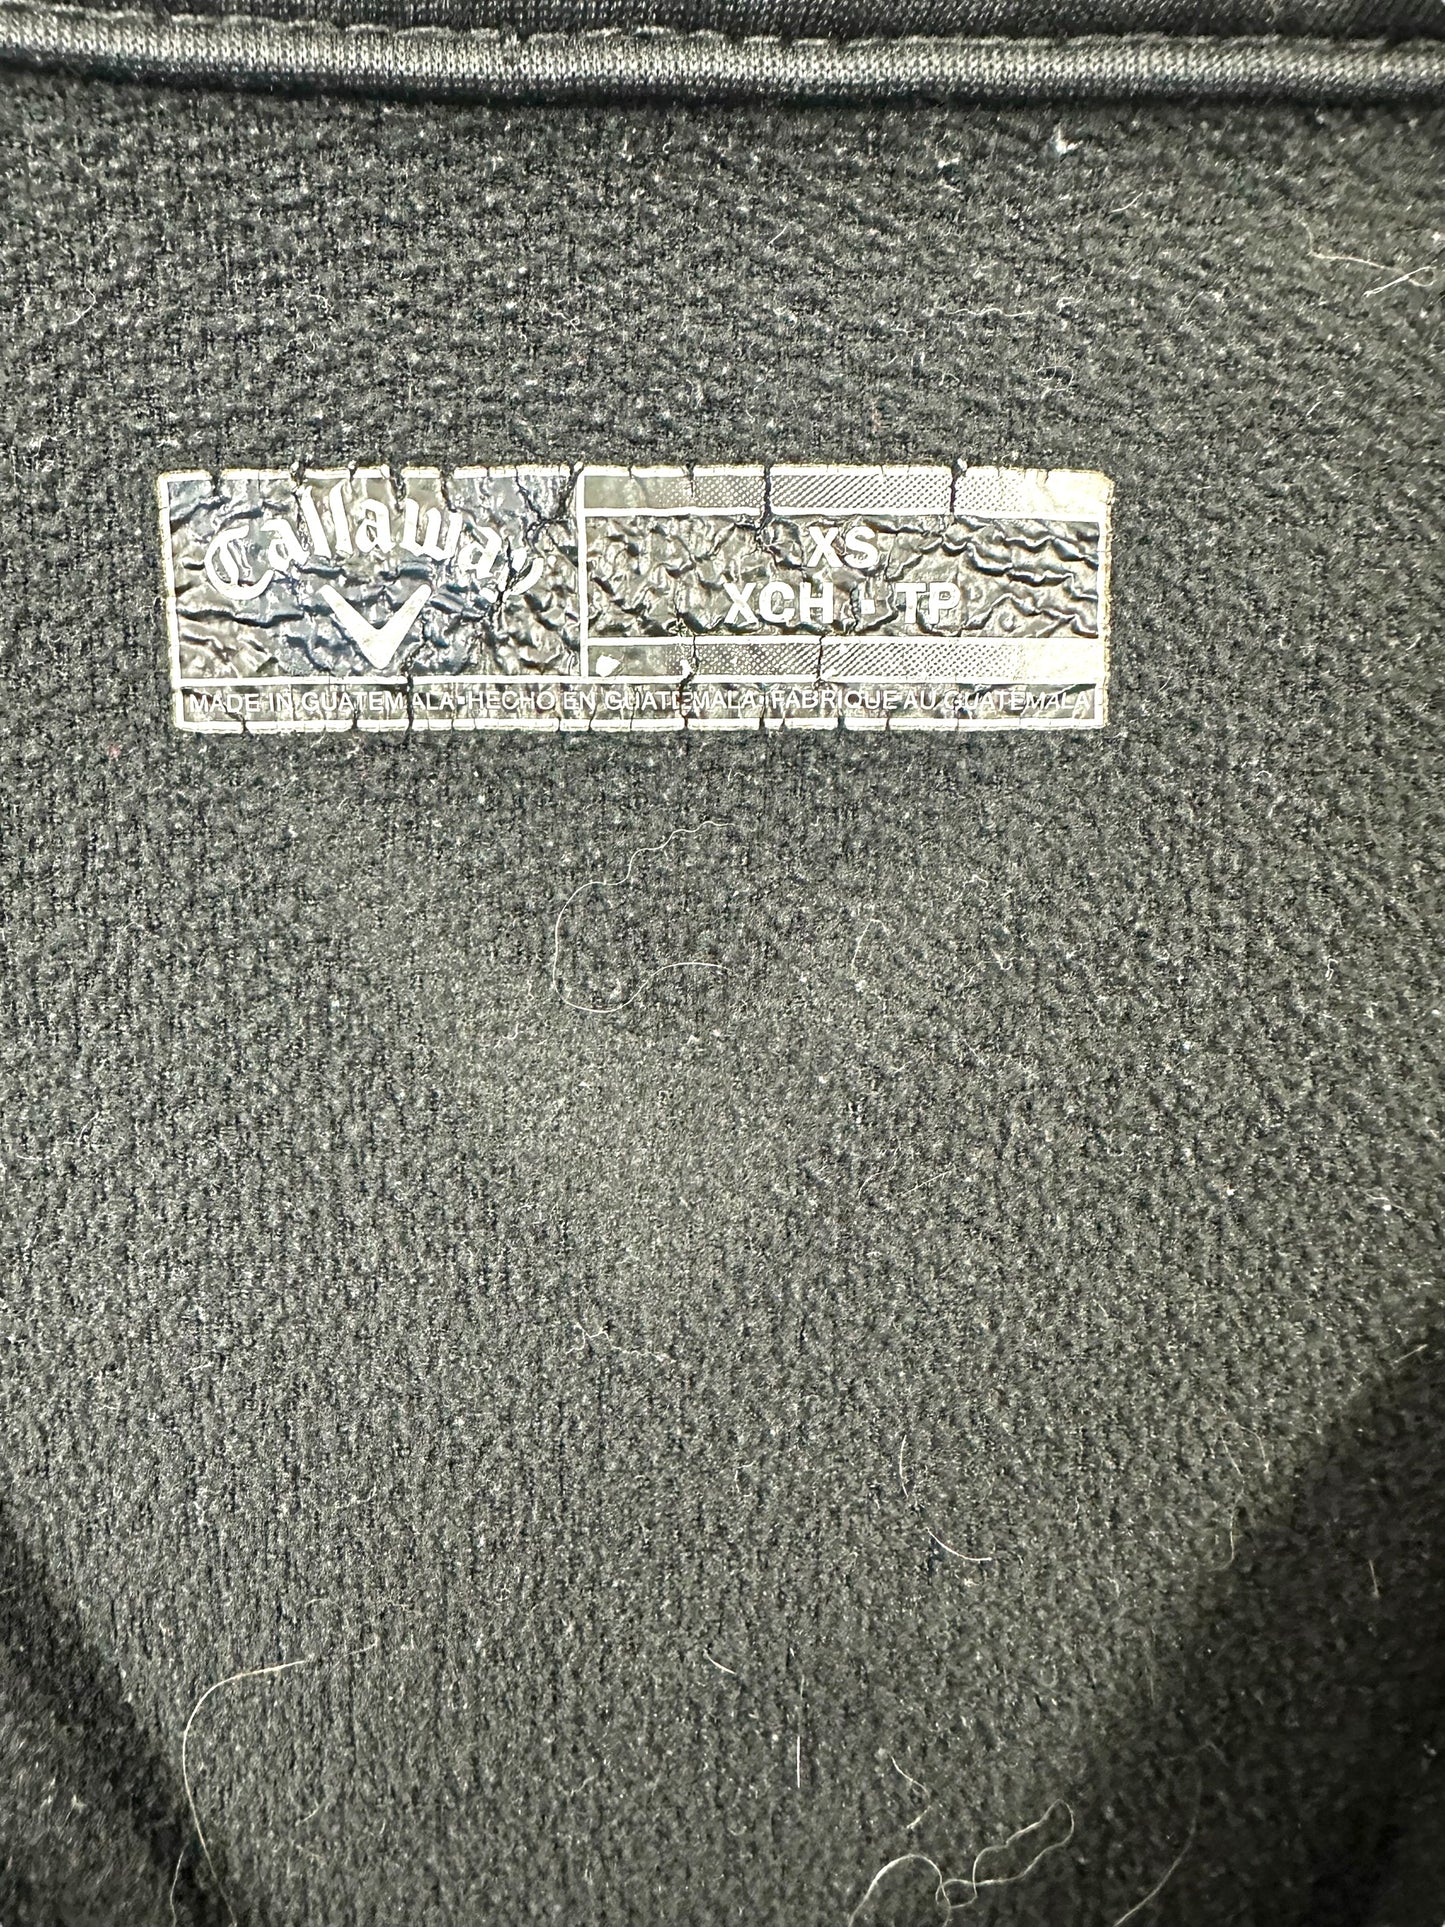 Callaway
XS
XCH • TP
MADE IN GUATEMALA•HECHO EN GUATEMALA•FABRIQUE AU GUATEMALA